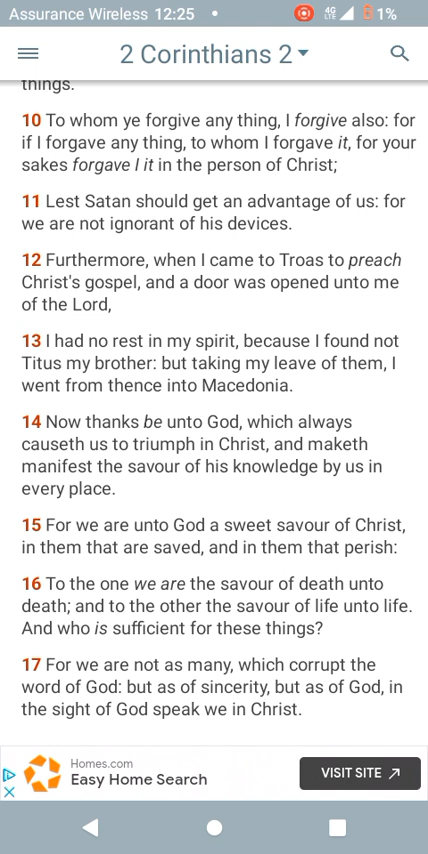 Assurance Wireless 12:25 4G LTE 1%
2 Corinthians 2
things.
10 To whom ye forgive any thing, I forgive also: for
if I forgave any thing, to whom I forgave it, for your
sakes forgave I it in the person of Christ;
11 Lest Satan should get an advantage of us: for
we are not ignorant of his devices.
12 Furthermore, when I came to Troas to preach
Christ's gospel, and a door was opened unto me
of the Lord,
13 I had no rest in my spirit, because I found not
Titus my brother: but taking my leave of them, I
went from thence into Macedonia.
14 Now thanks be unto God, which always
causeth us to triumph in Christ, and maketh
manifest the savour of his knowledge by us in
every place.
15 For we are unto God a sweet savour of Christ,
in them that are saved, and in them that perish:
16 To the one we are the savour of death unto
death; and to the other the savour of life unto life.
And who is sufficient for these things?
17 For we are not as many, which corrupt the
word of God: but as of sincerity, but as of God, in
the sight of God speak we in Christ.
Homes.com
Easy Home Search
VISIT SITE